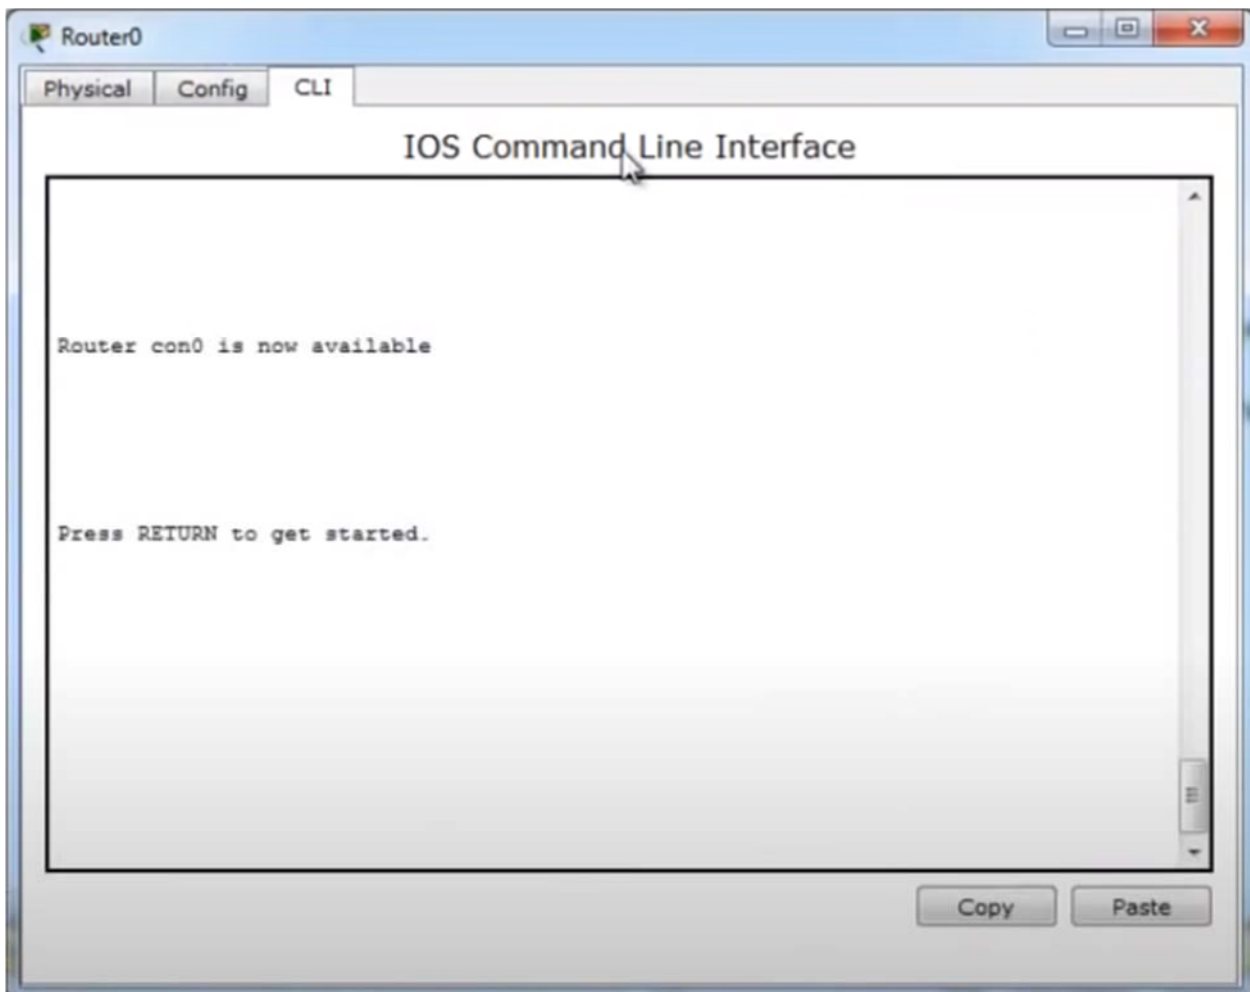 Router0
Physical Config CLI
IOS Command Line Interface
Router con0 is now available
Press RETURN to get started.
Copy Paste